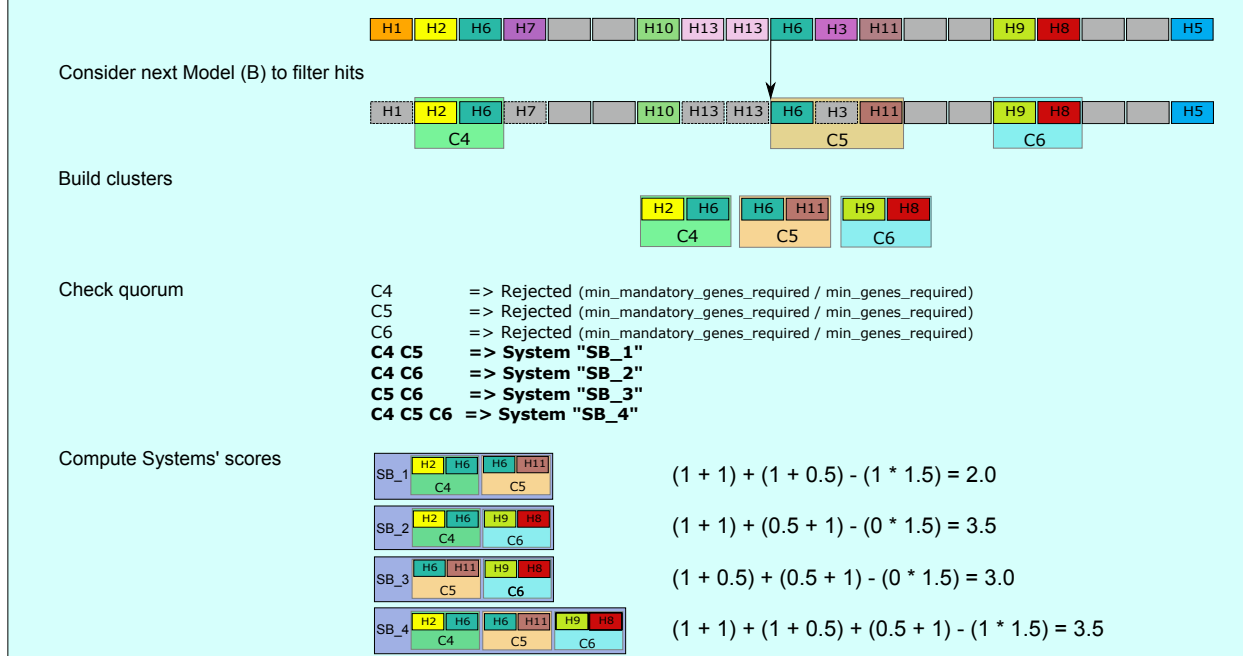 H1 H2 H6 H7 H10 H13 H13 H6 H3 H11 H9 H8 H5
Consider next Model (B) to filter hits
H1 H2 H6 H7 H10 H13 H13 H6 H3 H11 H9 H8 H5
C4 C5 C6
Build clusters
H2 H6 H6 H11 H9 H8
C4 C5 C6
Check quorum
C4 => Rejected (min_mandatory_genes_required / min_genes_required)
C5 => Rejected (min_mandatory_genes_required / min_genes_required)
C6 => Rejected (min_mandatory_genes_required / min_genes_required)
C4 C5 => System "SB_1"
C4 C6 => System "SB_2"
C5 C6 => System "SB_3"
C4 C5 C6 => System "SB_4"
Compute Systems' scores
SB_1 H2 H6 H6 H11 (1 + 1) + (1 + 0.5) - (1 * 1.5) = 2.0
C4 C5
SB_2 H2 H6 H9 H8 (1 + 1) + (0.5 + 1) - (0 * 1.5) = 3.5
C4 C6
SB_3 H6 H11 H9 H8 (1 + 0.5) + (0.5 + 1) - (0 * 1.5) = 3.0
C5 C6
SB_4 H2 H6 H6 H11 H9 H8 (1 + 1) + (1 + 0.5) + (0.5 + 1) - (1 * 1.5) = 3.5
C4 C5 C6